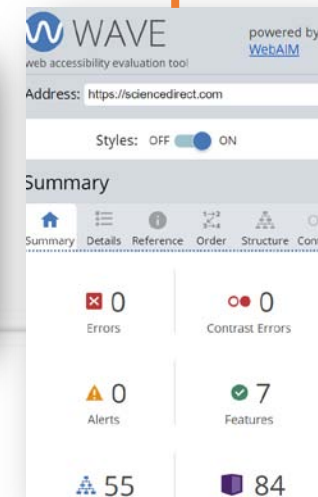 WAVE
powered by
WebAIM
web accessibility evaluation tool
Address: https://sciencedirect.com
Styles: OFF ON
Summary
Summary Details Reference Order Structure Cont
0
Errors
0
Contrast Errors
0
Alerts
7
Features
55
84